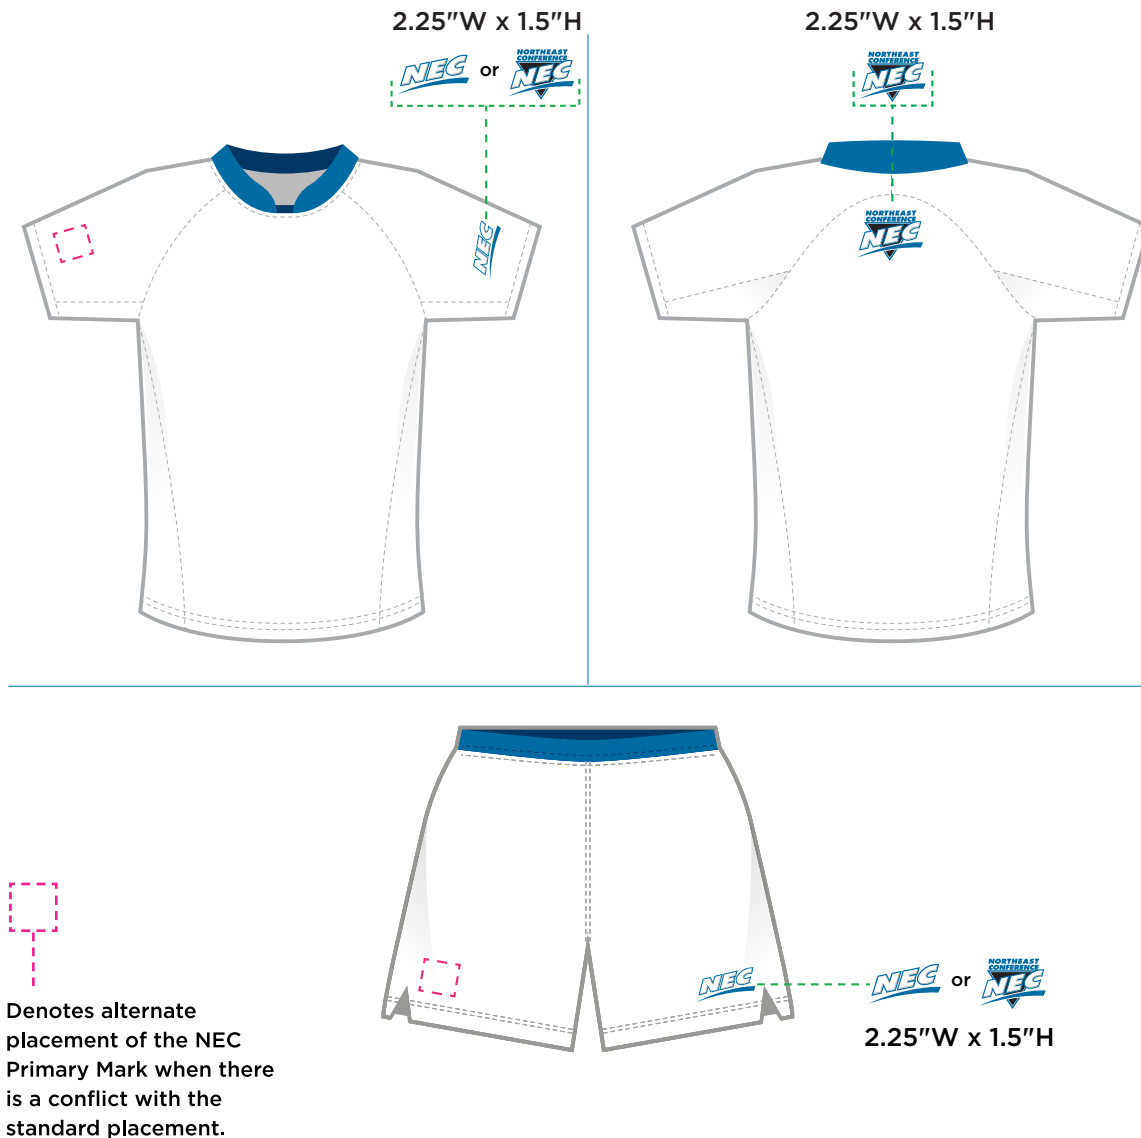 2.25"W x 1.5"H
NEC or NORTHEAST
CONFERENCE
NEC
NEC
2.25"W x 1.5"H
NORTHEAST
CONFERENCE
NEC
NORTHEAST
CONFERENCE
NEC
Denotes alternate
placement of the NEC
Primary Mark when there
is a conflict with the
standard placement.
NEC
NEC or NORTHEAST
CONFERENCE
NEC
2.25"W x 1.5"H